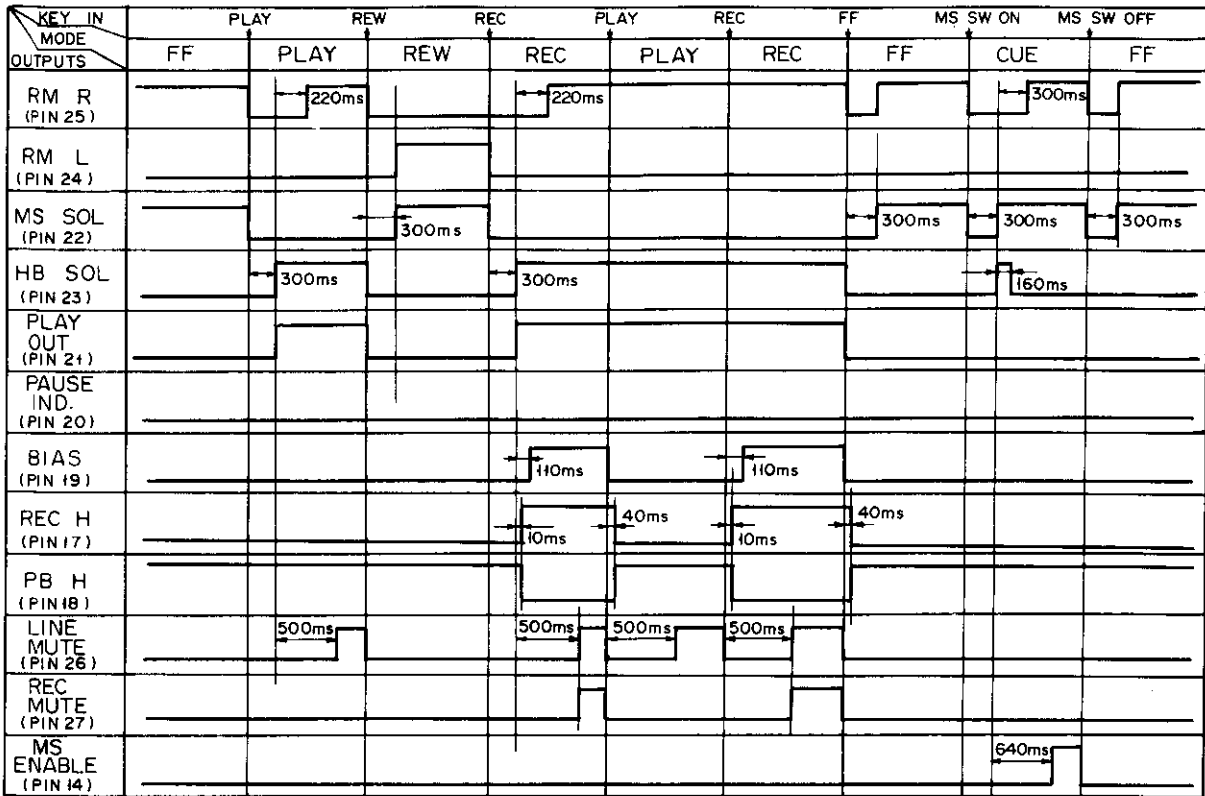 KEY IN PLAY REW REC PLAY REC FF MS SW ON MS SW OFF
MODE
OUTPUTS FF PLAY REW REC PLAY REC FF CUE FF
RM R
(PIN 25)
220ms 220ms 300ms
RM L
(PIN 24)
MS SOL
(PIN 22)
300ms 300ms 300ms 300ms
HB SOL
(PIN 23)
300ms 300ms 160ms
PLAY
OUT
(PIN 21)
PAUSE
IND.
(PIN 20)
BIAS
(PIN 19)
110ms 110ms
REC H
(PIN 17)
10ms 40ms 10ms 40ms
PB H
(PIN 18)
LINE
MUTE
(PIN 26)
500ms 500ms 500ms 500ms
REC
MUTE
(PIN 27)
MS
ENABLE
(PIN 14)
640ms